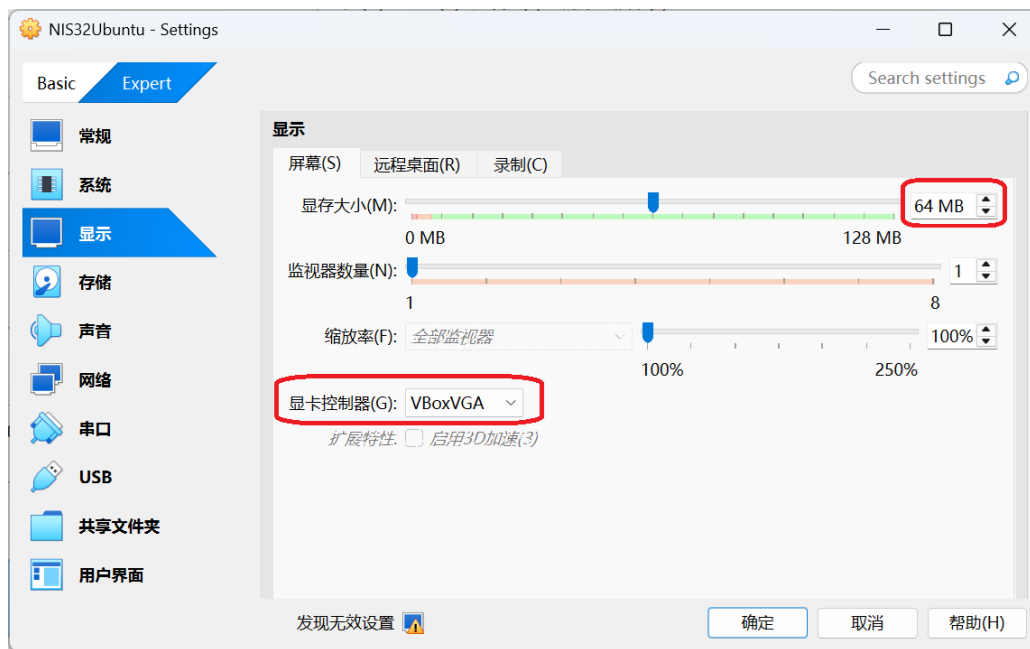 NIS32Ubuntu - Settings
Basic
Expert
Search settings
常规
系统
显示
存储
声音
网络
串口
USB
共享文件夹
用户界面
显示
屏幕(S)
远程桌面(R)
录制(C)
显存大小(M):
64 MB
0 MB
128 MB
监视器数量(N):
1
1
8
缩放率(F):
全部监视器
100%
100%
250%
显卡控制器(G):
VBoxVGA
扩展特性:
启用3D加速(3)
发现无效设置
确定
取消
帮助(H)